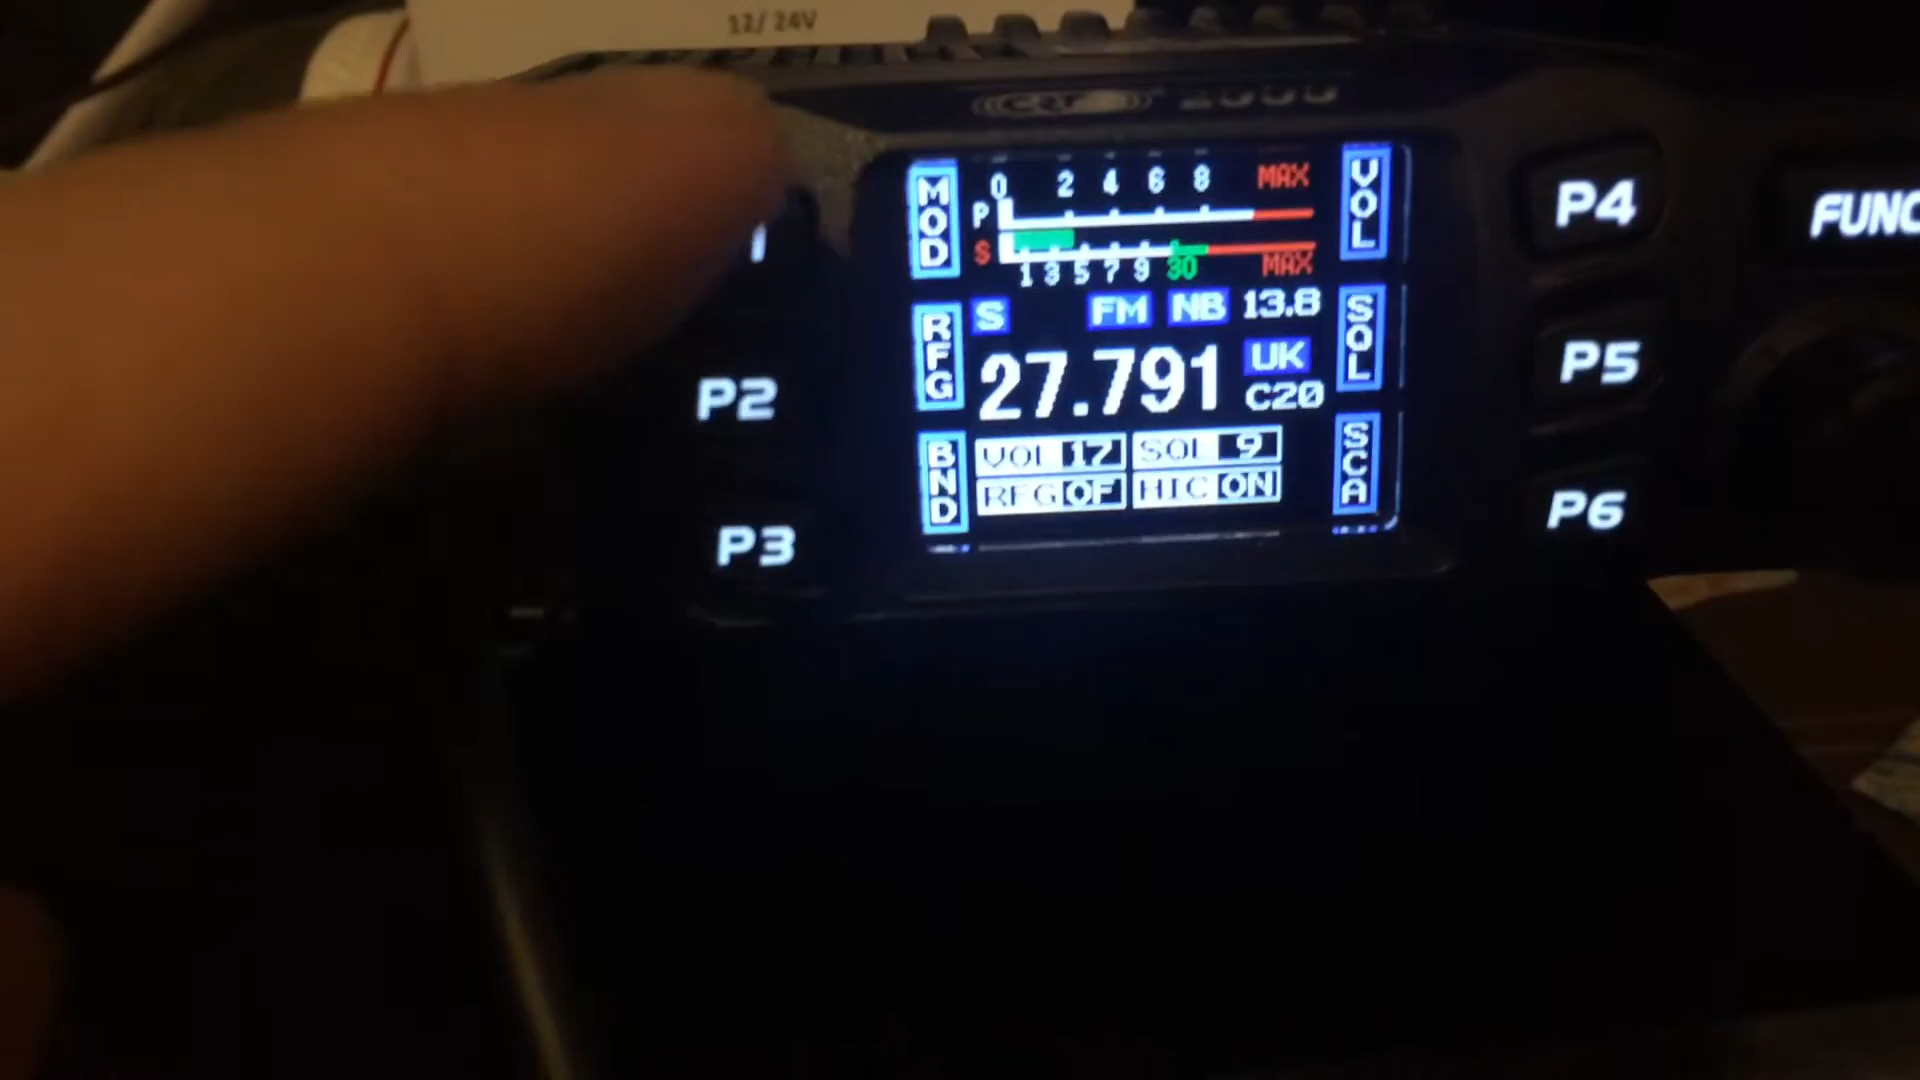 12/24V
MOD
0 2 4 6 8 MAX
P
S
1 3 5 7 9 30 MAX
VOL
S FM NB 13.8
RFG
27.791
UK
C20
SQL
BND
VOL 17 SQL 9
RFG OF MIC ON
SCA
P2
P3
P4
P5
P6
FUNC